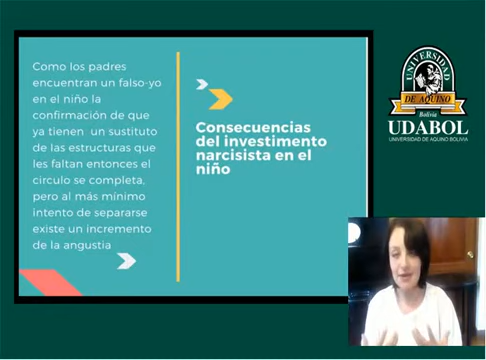 Como los padres
encuentran un falso-yo
en el niño la
confirmación de que
ya tienen un sustituto
de las estructuras que
les faltan entonces el
circulo se completa,
pero al más mínimo
intento de separarse
existe un incremento
de la angustia
Consecuencias
del investimento
narcisista en el
niño
UNIVERSIDAD
DE AQUINO
Bolivia
UDABOL
UNIVERSIDAD DE AQUINO BOLIVIA